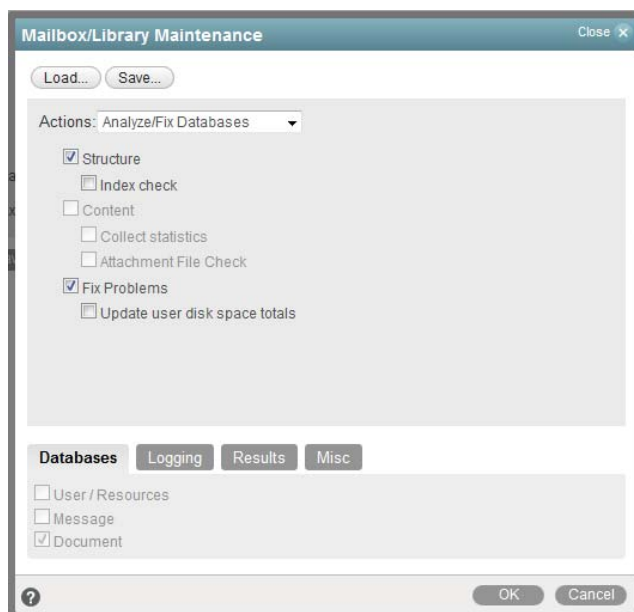 Mailbox/Library Maintenance Close
Load... Save...
Actions: Analyze/Fix Databases
Structure
Index check
Content
Collect statistics
Attachment File Check
Fix Problems
Update user disk space totals
Databases Logging Results Misc
User / Resources
Message
Document
? OK Cancel